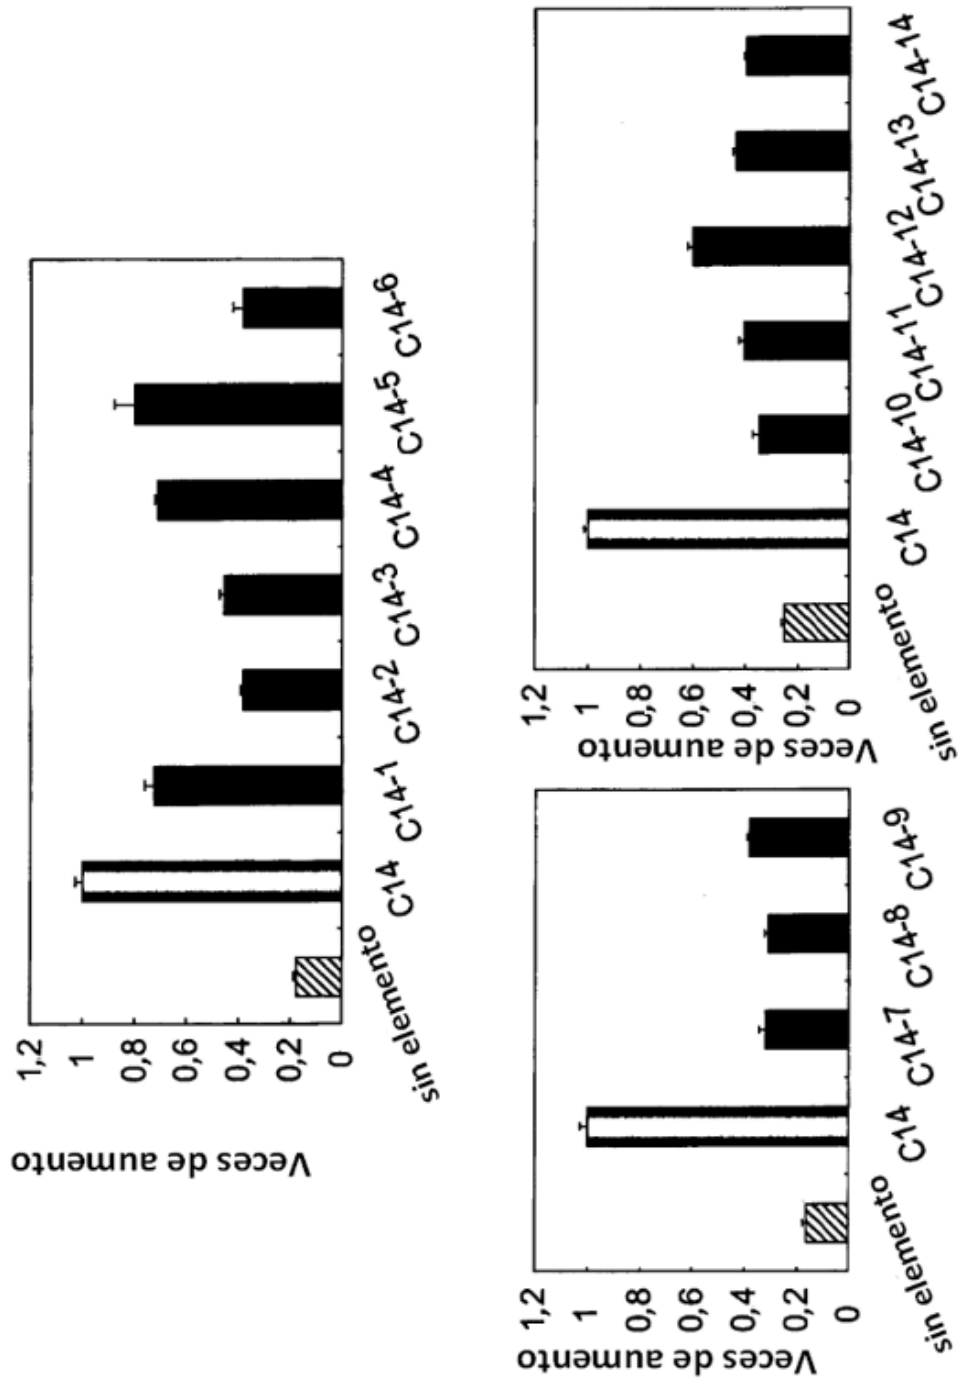 Veces de aumento
1,2
1
0,8
0,6
0,4
0,2
0
sin elemento
C14
C14-1
C14-2
C14-3
C14-4
C14-5
C14-6
Veces de aumento
1,2
1
0,8
0,6
0,4
0,2
0
sin elemento
C14
C14-7
C14-8
C14-9
Veces de aumento
1,2
1
0,8
0,6
0,4
0,2
0
sin elemento
C14
C14-10
C14-11
C14-12
C14-13
C14-14